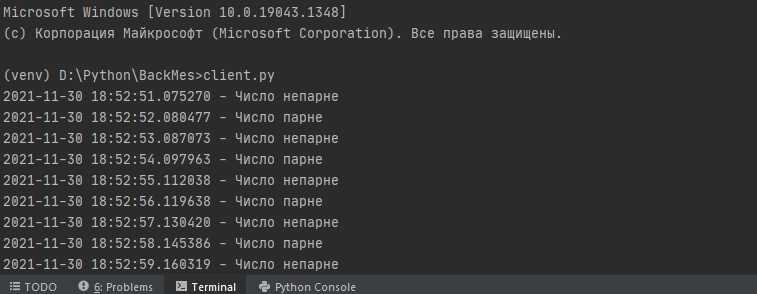 Microsoft Windows [Version 10.0.19043.1348]
(c) Корпорация Майкрософт (Microsoft Corporation). Все права защищены.
(venv) D:\Python\BackMes>client.py
2021-11-30 18:52:51.075270 - Число непарне
2021-11-30 18:52:52.080477 - Число парне
2021-11-30 18:52:53.087073 - Число непарне
2021-11-30 18:52:54.097963 - Число парне
2021-11-30 18:52:55.112038 - Число непарне
2021-11-30 18:52:56.119638 - Число парне
2021-11-30 18:52:57.130420 - Число непарне
2021-11-30 18:52:58.145386 - Число парне
2021-11-30 18:52:59.160319 - Число непарне
TODO 6: Problems Terminal Python Console